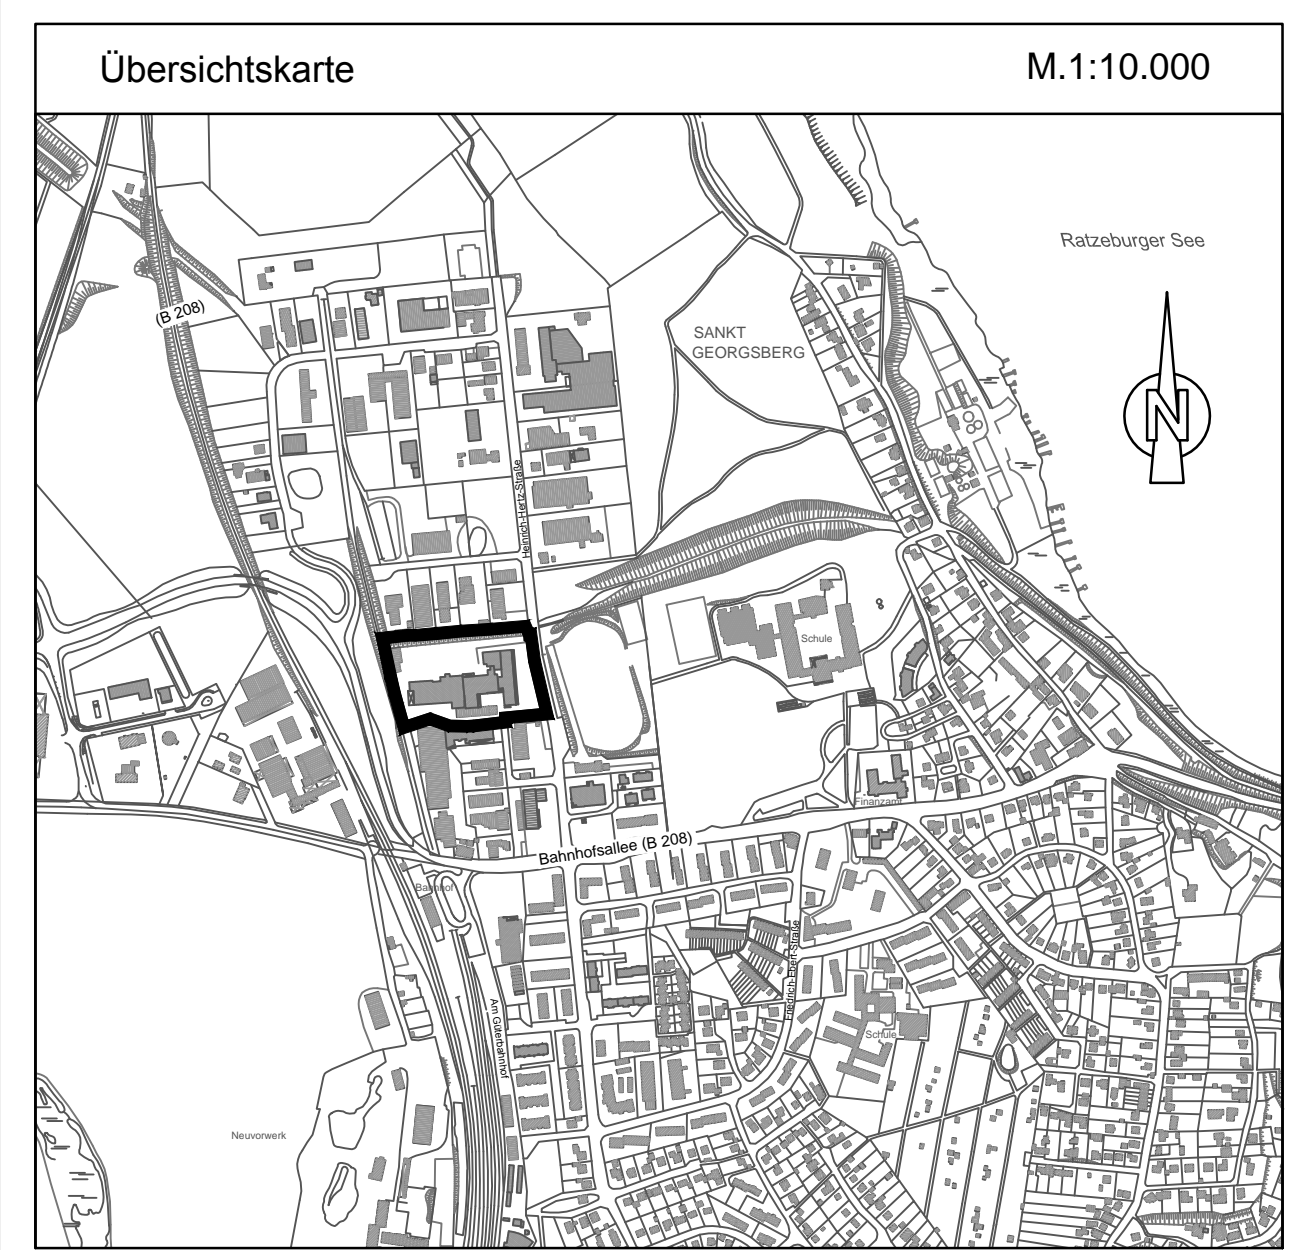 Übersichtskarte
M.1:10.000
Ratzeburger See
(B 208)
SANKT
GEORGSBERG
N
Heinrich-Hertz-Straße
Schule
Finanzamt
Bahnhofsallee (B 208)
Bahnhof
Friedrich-Ebert-Straße
Am Güterbahnhof
Schule
Neuvorwerk